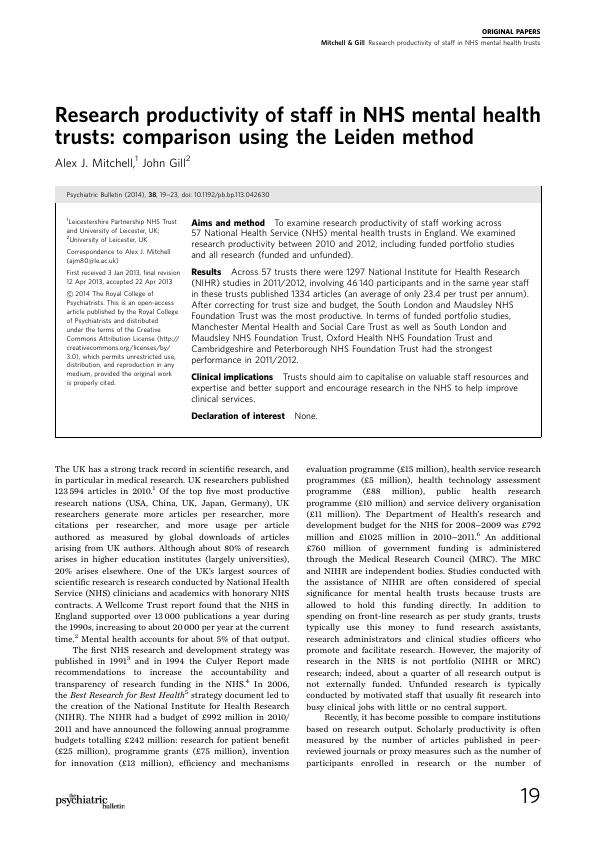 ORIGINAL PAPERS
Mitchell & Gill Research productivity of staff in NHS mental health trusts
Research productivity of staff in NHS mental health
trusts: comparison using the Leiden method
Alex J. Mitchell,1 John Gill2
Psychiatric Bulletin (2014), 38, 19–23, doi: 10.1192/pb.bp.113.042630
1Leicestershire Partnership NHS Trust
and University of Leicester, UK;
2University of Leicester, UK
Correspondence to Alex J. Mitchell
(ajm80@le.ac.uk)
First received 3 Jan 2013, final revision
12 Apr 2013, accepted 22 Apr 2013
© 2014 The Royal College of
Psychiatrists. This is an open-access
article published by the Royal College
of Psychiatrists and distributed
under the terms of the Creative
Commons Attribution License (http://
creativecommons.org/licenses/by/
3.0), which permits unrestricted use,
distribution, and reproduction in any
medium, provided the original work
is properly cited.
Aims and method To examine research productivity of staff working across
57 National Health Service (NHS) mental health trusts in England. We examined
research productivity between 2010 and 2012, including funded portfolio studies
and all research (funded and unfunded).
Results Across 57 trusts there were 1297 National Institute for Health Research
(NIHR) studies in 2011/2012, involving 46 140 participants and in the same year staff
in these trusts published 1334 articles (an average of only 23.4 per trust per annum).
After correcting for trust size and budget, the South London and Maudsley NHS
Foundation Trust was the most productive. In terms of funded portfolio studies,
Manchester Mental Health and Social Care Trust as well as South London and
Maudsley NHS Foundation Trust, Oxford Health NHS Foundation Trust and
Cambridgeshire and Peterborough NHS Foundation Trust had the strongest
performance in 2011/2012.
Clinical implications Trusts should aim to capitalise on valuable staff resources and
expertise and better support and encourage research in the NHS to help improve
clinical services.
Declaration of interest None.
The UK has a strong track record in scientific research, and
in particular in medical research. UK researchers published
123 594 articles in 2010.1 Of the top five most productive
research nations (USA, China, UK, Japan, Germany), UK
researchers generate more articles per researcher, more
citations per researcher, and more usage per article
authored as measured by global downloads of articles
arising from UK authors. Although about 80% of research
arises in higher education institutes (largely universities),
20% arises elsewhere. One of the UK's largest sources of
scientific research is research conducted by National Health
Service (NHS) clinicians and academics with honorary NHS
contracts. A Wellcome Trust report found that the NHS in
England supported over 13 000 publications a year during
the 1990s, increasing to about 20 000 per year at the current
time.2 Mental health accounts for about 5% of that output.
The first NHS research and development strategy was
published in 19913 and in 1994 the Culyer Report made
recommendations to increase the accountability and
transparency of research funding in the NHS.4 In 2006,
the Best Research for Best Health5 strategy document led to
the creation of the National Institute for Health Research
(NIHR). The NIHR had a budget of £992 million in 2010/
2011 and have announced the following annual programme
budgets totalling £242 million: research for patient benefit
(£25 million), programme grants (£75 million), invention
for innovation (£13 million), efficiency and mechanisms
evaluation programme (£15 million), health service research
programmes (£5 million), health technology assessment
programme (£88 million), public health research
programme (£10 million) and service delivery organisation
(£11 million). The Department of Health's research and
development budget for the NHS for 2008–2009 was £792
million and £1025 million in 2010–2011.6 An additional
£760 million of government funding is administered
through the Medical Research Council (MRC). The MRC
and NIHR are independent bodies. Studies conducted with
the assistance of NIHR are often considered of special
significance for mental health trusts because trusts are
allowed to hold this funding directly. In addition to
spending on front-line research as per study grants, trusts
typically use this money to fund research assistants,
research administrators and clinical studies officers who
promote and facilitate research. However, the majority of
research in the NHS is not portfolio (NIHR or MRC)
research; indeed, about a quarter of all research output is
not externally funded. Unfunded research is typically
conducted by motivated staff that usually fit research into
busy clinical jobs with little or no central support.
Recently, it has become possible to compare institutions
based on research output. Scholarly productivity is often
measured by the number of articles published in peer-
reviewed journals or proxy measures such as the number of
participants enrolled in research or the number of
the psychiatric bulletin
19